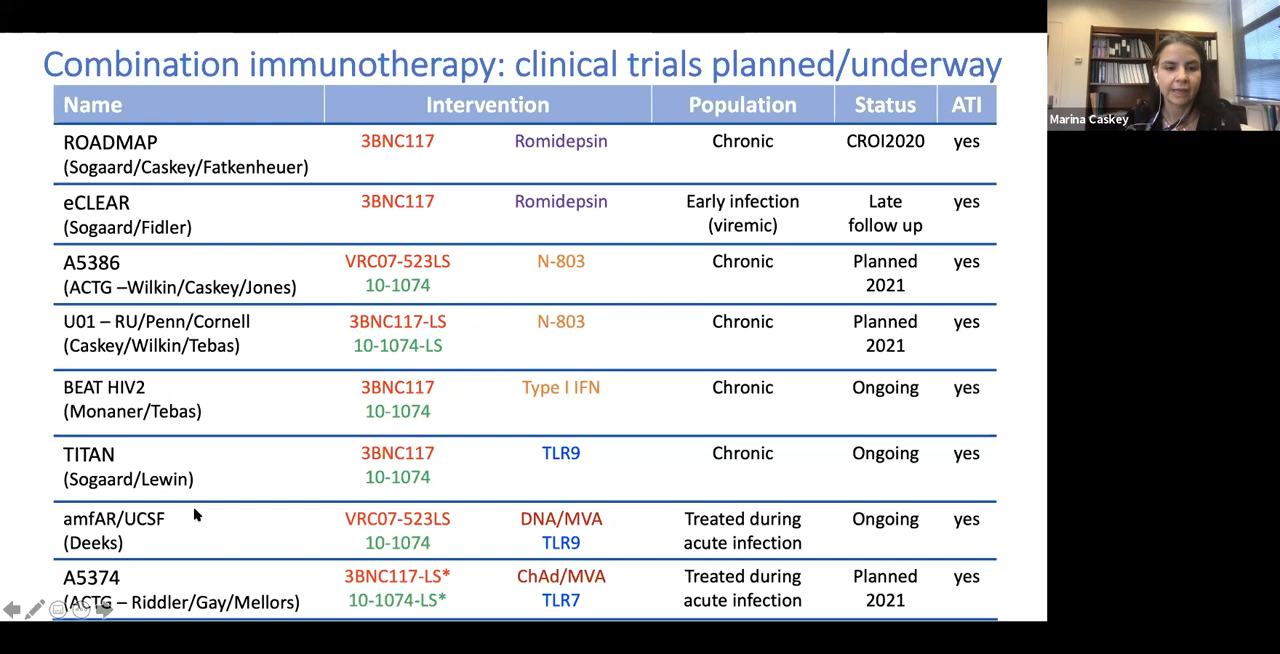 Combination immunotherapy: clinical trials planned/underway
Name Intervention Population Status ATI
ROADMAP 3BNC117 Romidepsin Chronic CROI2020 yes
(Sogaard/Caskey/Fatkenheuer)
eCLEAR 3BNC117 Romidepsin Early infection Late yes
(Sogaard/Fidler) (viremic) follow up
A5386 VRC07-523LS N-803 Chronic Planned yes
(ACTG –Wilkin/Caskey/Jones) 10-1074 2021
U01 – RU/Penn/Cornell 3BNC117-LS N-803 Chronic Planned yes
(Caskey/Wilkin/Tebas) 10-1074-LS 2021
BEAT HIV2 3BNC117 Type I IFN Chronic Ongoing yes
(Monaner/Tebas) 10-1074
TITAN 3BNC117 TLR9 Chronic Ongoing yes
(Sogaard/Lewin) 10-1074
amfAR/UCSF VRC07-523LS DNA/MVA Treated during Ongoing yes
(Deeks) 10-1074 TLR9 acute infection
A5374 3BNC117-LS* ChAd/MVA Treated during Planned yes
(ACTG – Riddler/Gay/Mellors) 10-1074-LS* TLR7 acute infection 2021
Marina Caskey